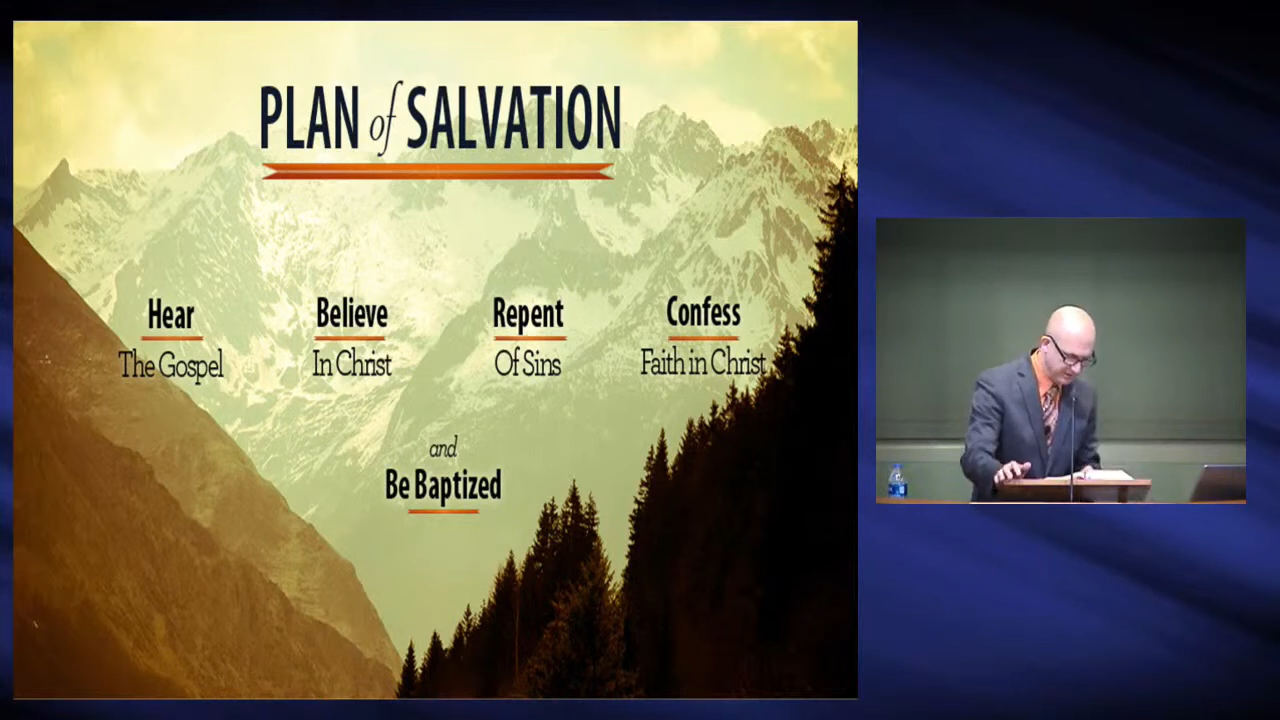 PLAN of SALVATION
Hear
The Gospel
Believe
In Christ
Repent
Of Sins
Confess
Faith in Christ
and
Be Baptized